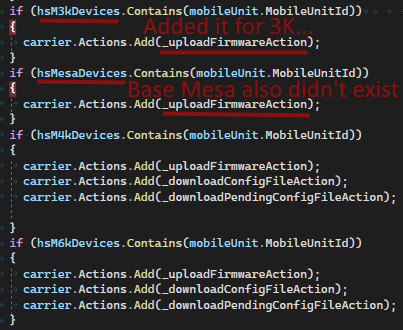 if (hsM3kDevices.Contains(mobileUnit.MobileUnitId))
{
Added it for 3K...
carrier.Actions.Add(_uploadFirmwareAction);
}
if (hsMesaDevices.Contains(mobileUnit.MobileUnitId))
{
Base Mesa also didn't exist
carrier.Actions.Add(_uploadFirmwareAction);
}
if (hsM4kDevices.Contains(mobileUnit.MobileUnitId))
{
carrier.Actions.Add(_uploadFirmwareAction);
carrier.Actions.Add(_downloadConfigFileAction);
carrier.Actions.Add(_downloadPendingConfigFileAction);
}
if (hsM6kDevices.Contains(mobileUnit.MobileUnitId))
{
carrier.Actions.Add(_uploadFirmwareAction);
carrier.Actions.Add(_downloadConfigFileAction);
carrier.Actions.Add(_downloadPendingConfigFileAction);
}